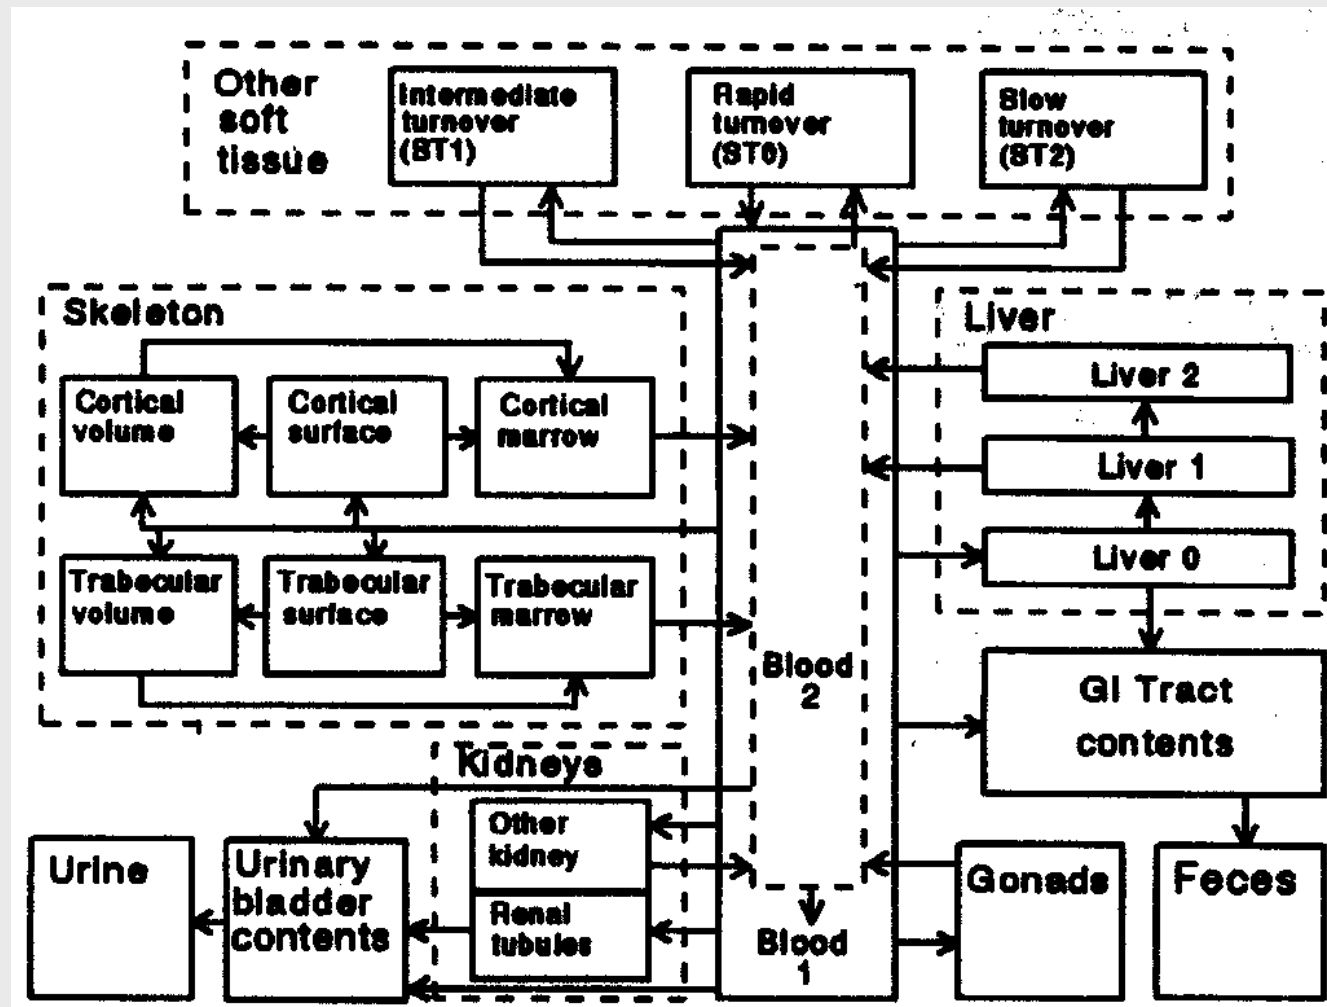 Other
soft
tissue
Intermediate
turnover
(ST1)
Rapid
turnover
(ST0)
Slow
turnover
(ST2)
Skeleton
Cortical
volume
Cortical
surface
Cortical
marrow
Trabecular
volume
Trabecular
surface
Trabecular
marrow
Liver
Liver 2
Liver 1
Liver 0
Blood
2
GI Tract
contents
Kidneys
Other
kidney
Renal
tubules
Urine
Urinary
bladder
contents
Blood
1
Gonads
Feces